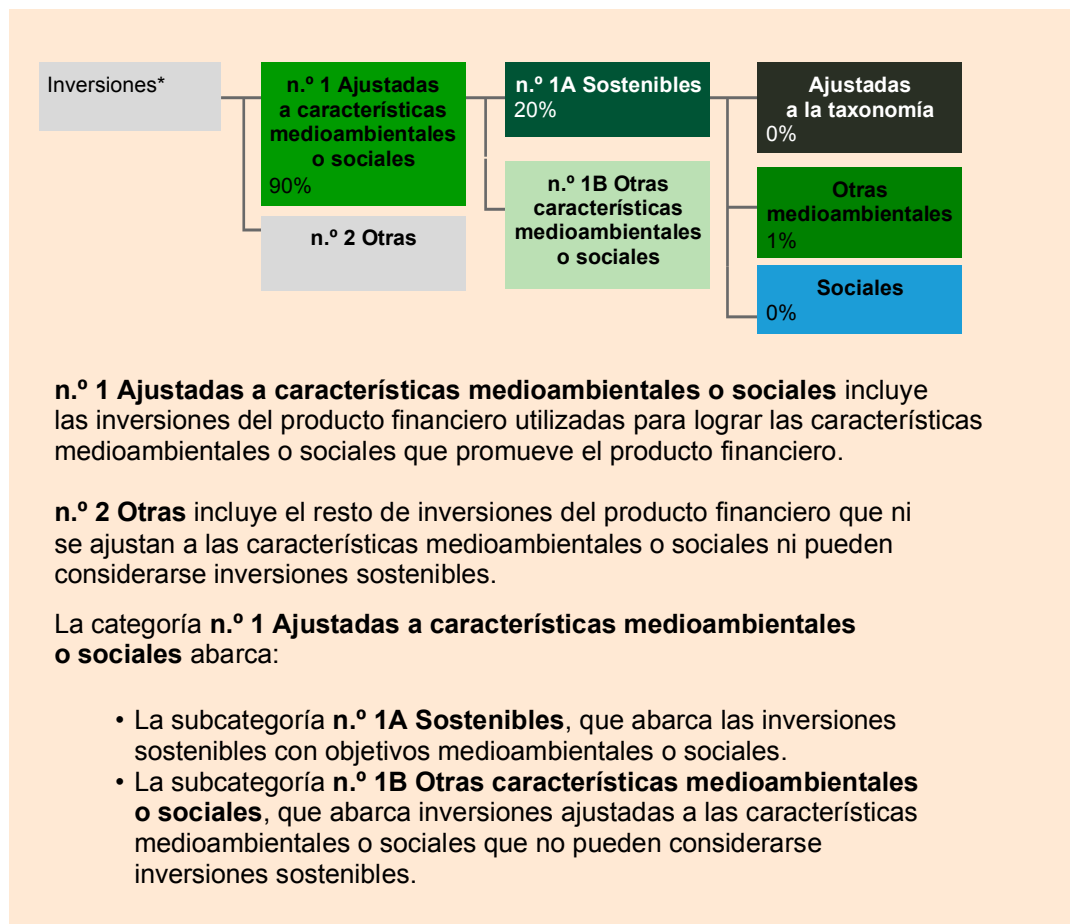 Inversiones*
n.º 1 Ajustadas
a características
medioambientales
o sociales
90%
n.º 2 Otras
n.º 1A Sostenibles
20%
n.º 1B Otras
características
medioambientales
o sociales
Ajustadas
a la taxonomía
0%
Otras
medioambientales
1%
Sociales
0%
n.º 1 Ajustadas a características medioambientales o sociales incluye
las inversiones del producto financiero utilizadas para lograr las características
medioambientales o sociales que promueve el producto financiero.
n.º 2 Otras incluye el resto de inversiones del producto financiero que ni
se ajustan a las características medioambientales o sociales ni pueden
considerarse inversiones sostenibles.
La categoría n.º 1 Ajustadas a características medioambientales
o sociales abarca:
• La subcategoría n.º 1A Sostenibles, que abarca las inversiones
sostenibles con objetivos medioambientales o sociales.
• La subcategoría n.º 1B Otras características medioambientales
o sociales, que abarca inversiones ajustadas a las características
medioambientales o sociales que no pueden considerarse
inversiones sostenibles.